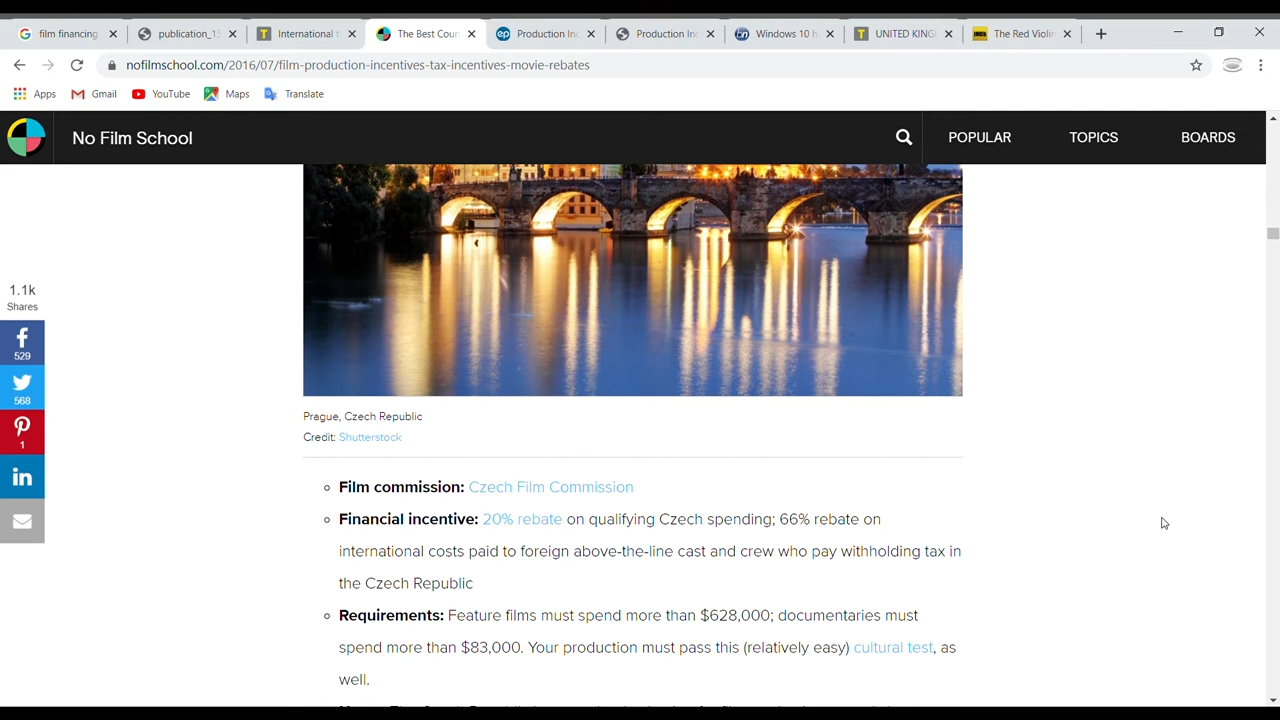 film financing
publication_15
International t
The Best Coun
Production Inc
Production In
Windows 10 h
UNITED KING
The Red Violin
nofilmschool.com/2016/07/film-production-incentives-tax-incentives-movie-rebates
Apps
Gmail
YouTube
Maps
Translate
No Film School
POPULAR
TOPICS
BOARDS
1.1k
Shares
529
568
1
Prague, Czech Republic
Credit: Shutterstock
Film commission: Czech Film Commission
Financial incentive: 20% rebate on qualifying Czech spending; 66% rebate on
international costs paid to foreign above-the-line cast and crew who pay withholding tax in
the Czech Republic
Requirements: Feature films must spend more than $628,000; documentaries must
spend more than $83,000. Your production must pass this (relatively easy) cultural test, as
well.